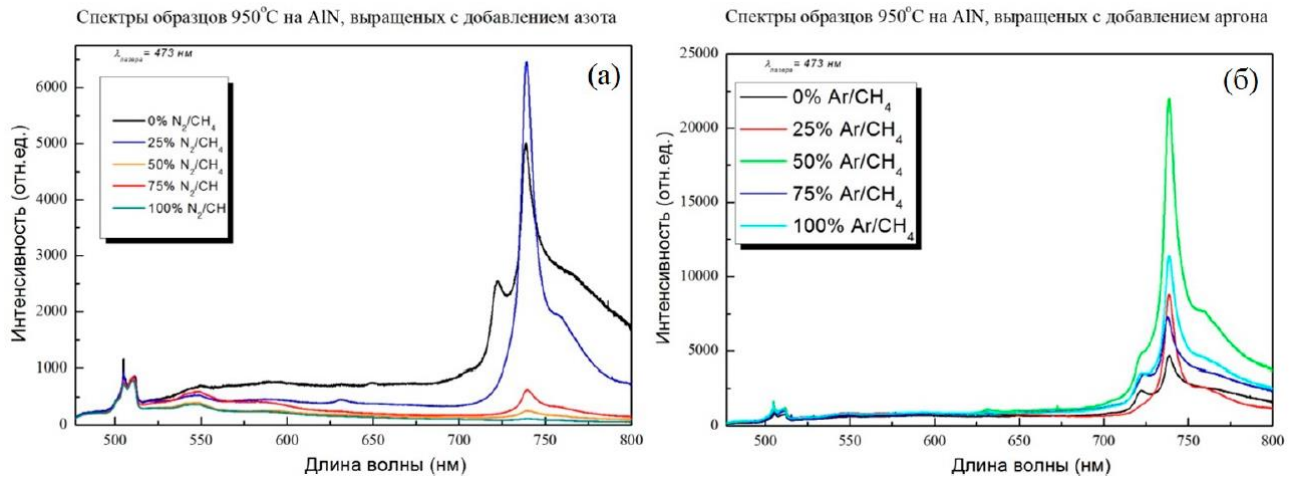 Спектры образцов 950°C на AlN, выращеных с добавлением азота
λлазера = 473 нм
(а)
0% N₂/CH₄
25% N₂/CH₄
50% N₂/CH₄
75% N₂/CH
100% N₂/CH
Интенсивность (отн.ед.)
6000
5000
4000
3000
2000
1000
0
500 550 600 650 700 750 800
Длина волны (нм)
Спектры образцов 950°C на AlN, выращеных с добавлением аргона
λлазера = 473 нм
(б)
0% Ar/CH₄
25% Ar/CH₄
50% Ar/CH₄
75% Ar/CH₄
100% Ar/CH₄
Интенсивность (отн.ед.)
25000
20000
15000
10000
5000
0
500 550 600 650 700 750 800
Длина волны (нм)